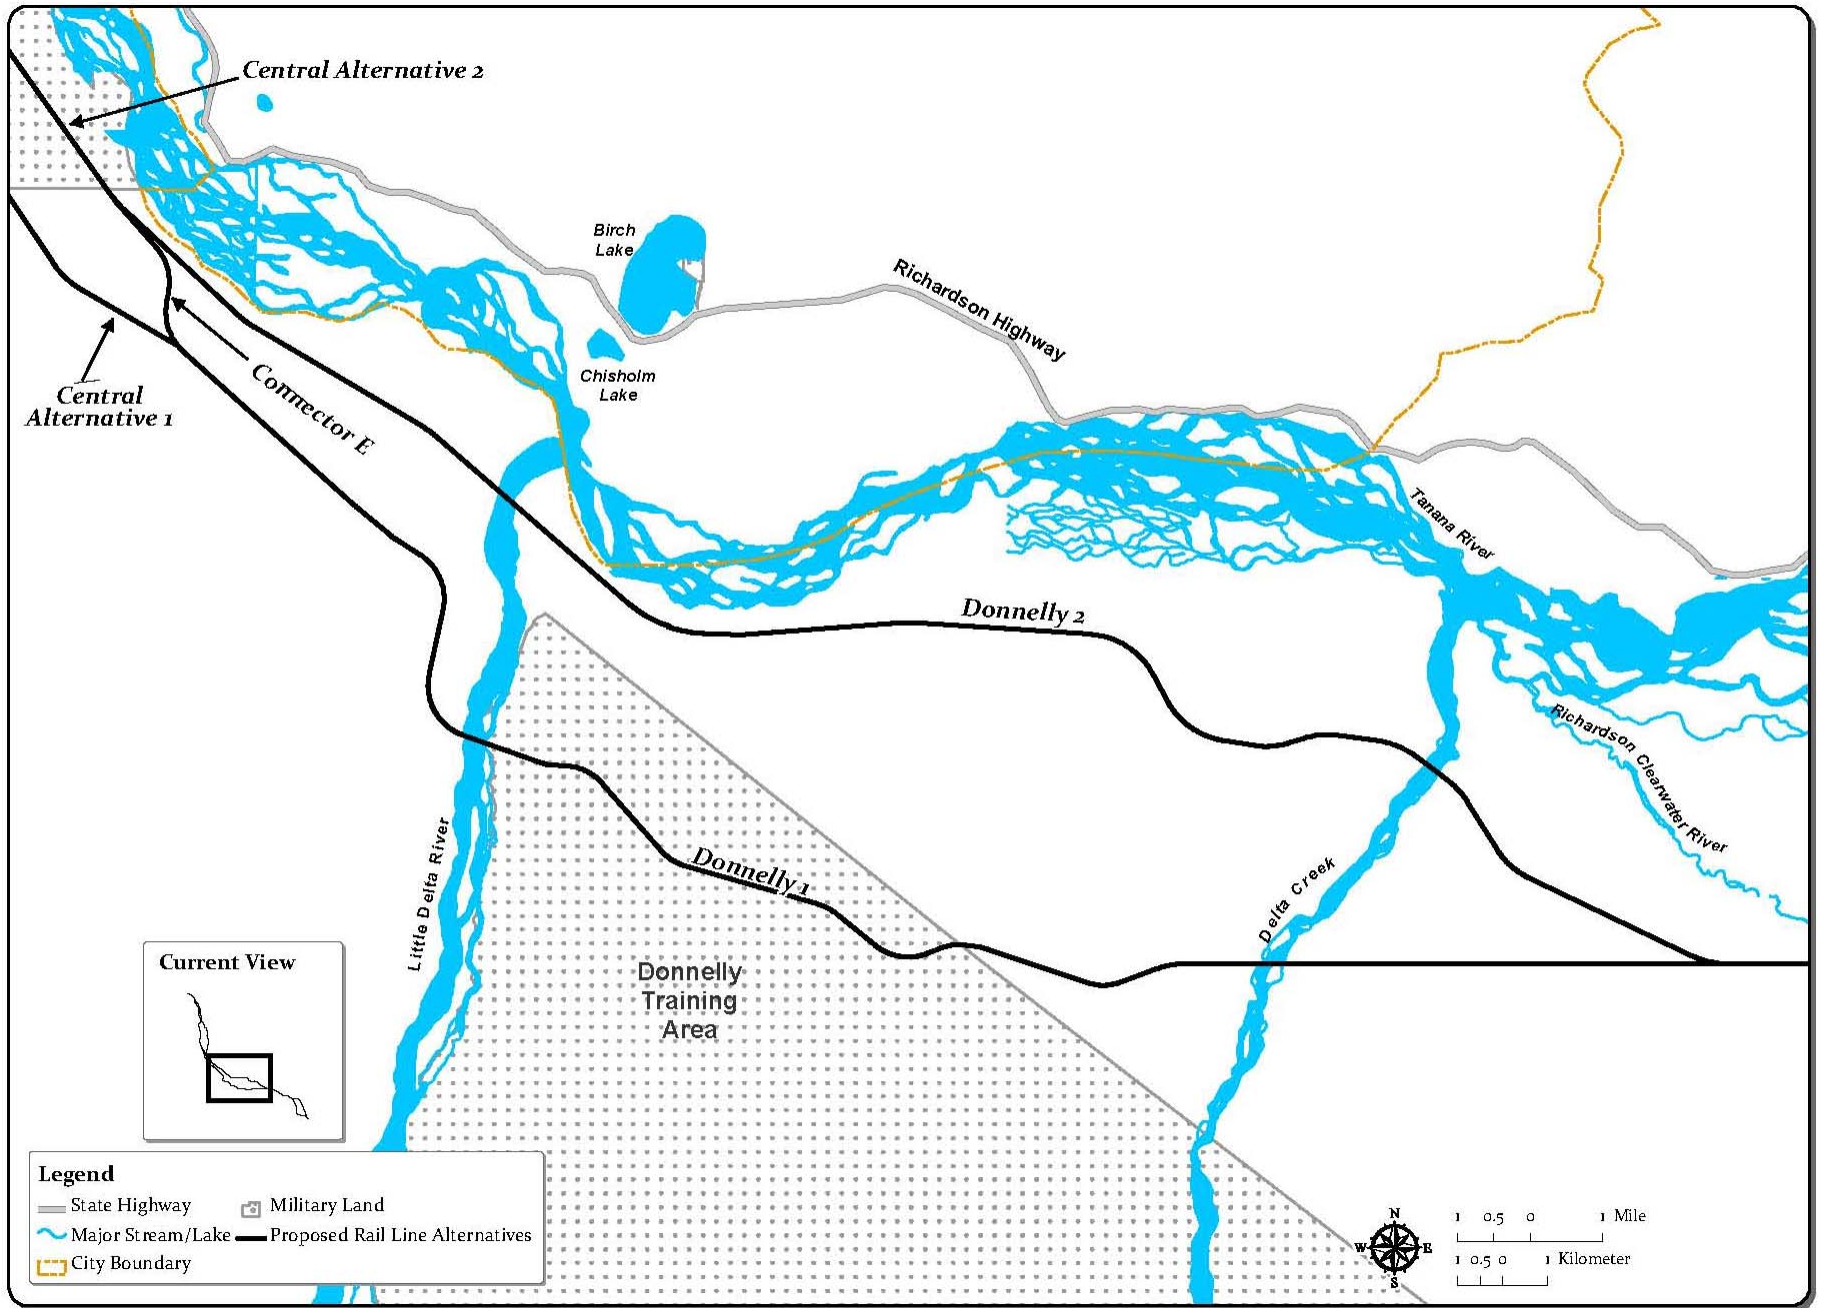 Central Alternative 2
Birch
Lake
Richardson Highway
Chisholm
Lake
Connector E
Central
Alternative 1
Tanana River
Donnelly 2
Richardson Clearwater River
Little Delta River
Donnelly 1
Delta Creek
Donnelly
Training
Area
Current View
Legend
State Highway
Military Land
Major Stream/Lake
Proposed Rail Line Alternatives
City Boundary
N
W E
S
1 0.5 0 1 Mile
1 0.5 0 1 Kilometer